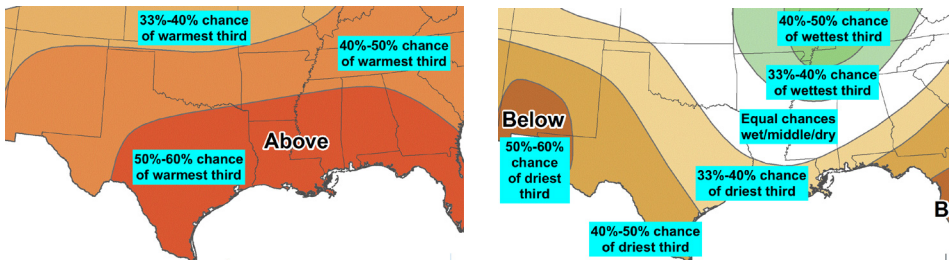 33%-40% chance
of warmest third
40%-50% chance
of warmest third
Above
50%-60% chance
of warmest third
40%-50% chance
of wettest third
33%-40% chance
of wettest third
Equal chances
wet/middle/dry
Below
50%-60%
chance
of driest
third
33%-40% chance
of driest third
40%-50% chance
of driest third
B